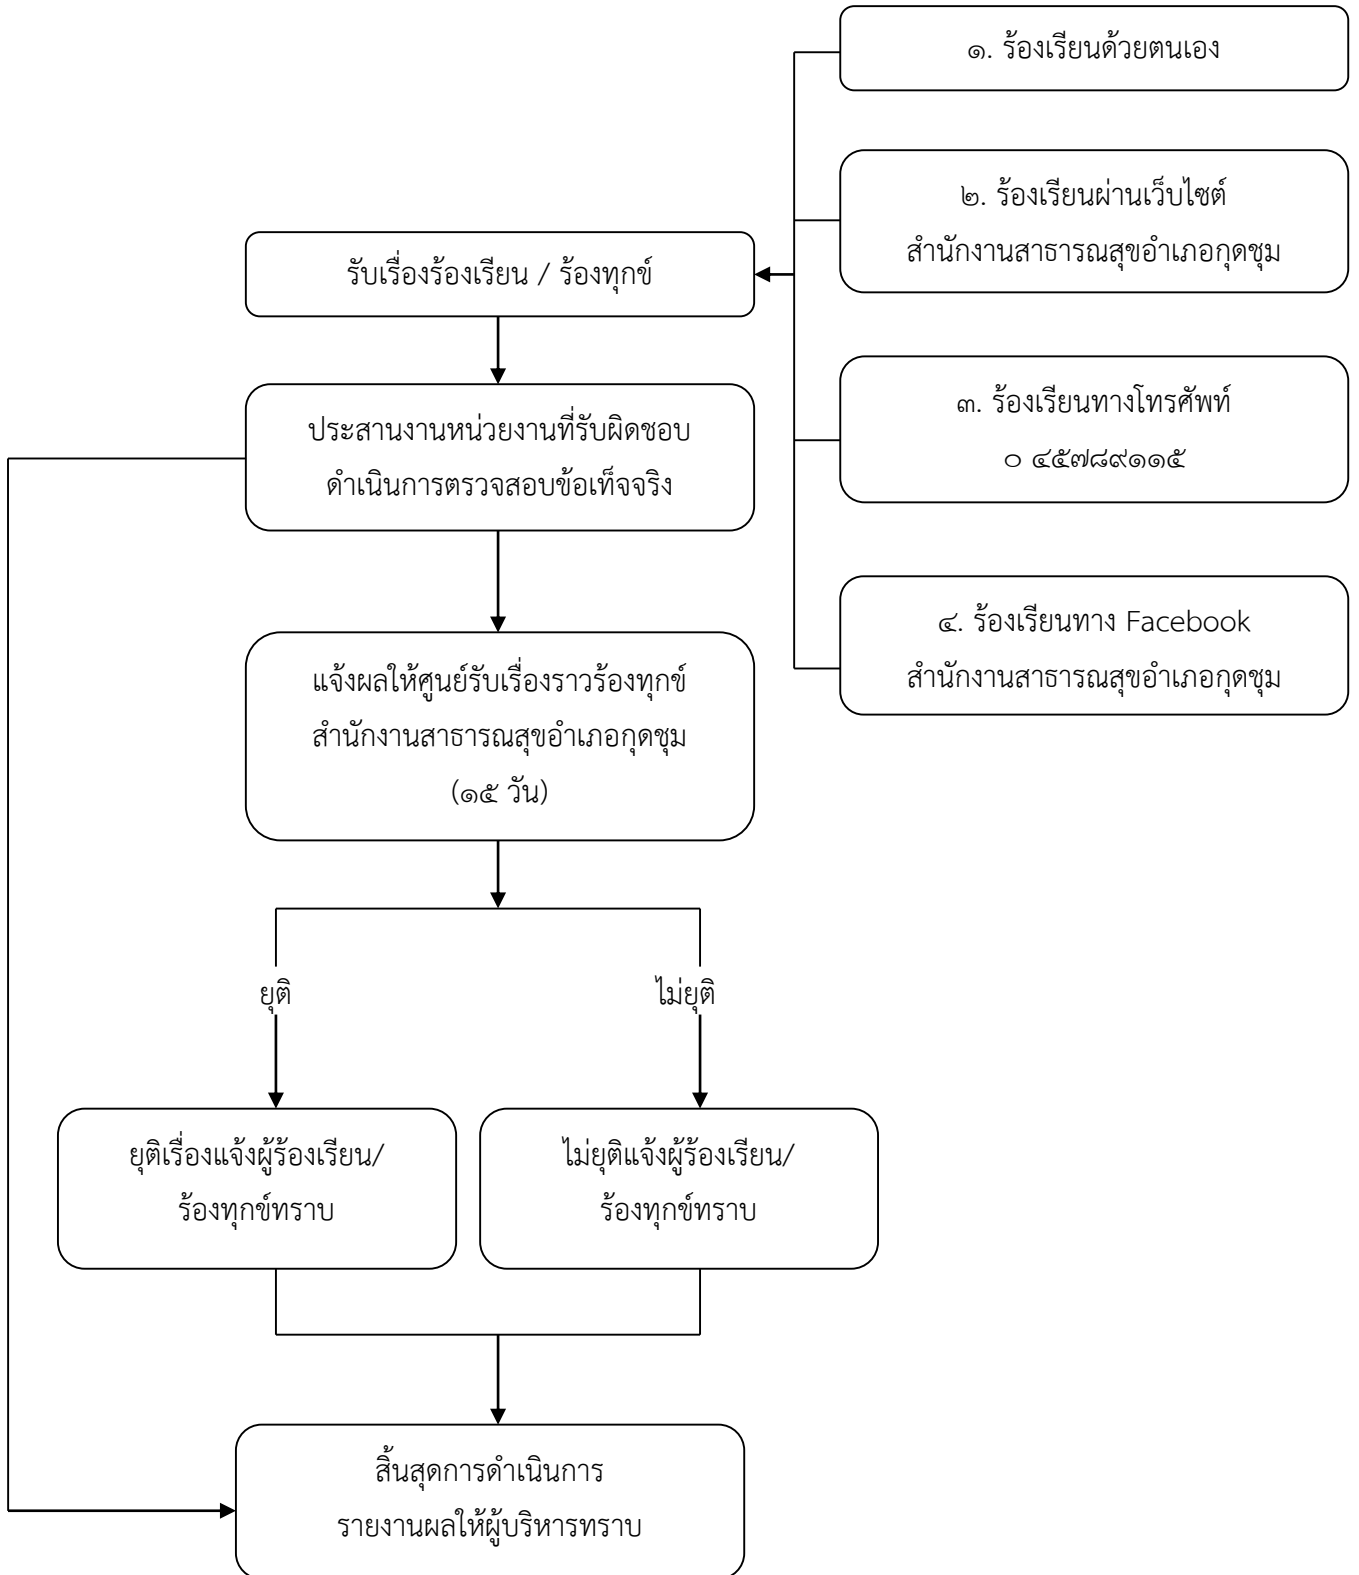 ๑. ร้องเรียนด้วยตนเอง
๒. ร้องเรียนผ่านเว็บไซต์
สำนักงานสาธารณสุขอำเภอกุดชุม
รับเรื่องร้องเรียน / ร้องทุกข์
๓. ร้องเรียนทางโทรศัพท์
๐ ๔๕๗๘๙๑๑๕
ประสานงานหน่วยงานที่รับผิดชอบ
ดำเนินการตรวจสอบข้อเท็จจริง
๔. ร้องเรียนทาง Facebook
สำนักงานสาธารณสุขอำเภอกุดชุม
แจ้งผลให้ศูนย์รับเรื่องราวร้องทุกข์
สำนักงานสาธารณสุขอำเภอกุดชุม
(๑๕ วัน)
ยุติ
ไม่ยุติ
ยุติเรื่องแจ้งผู้ร้องเรียน/
ร้องทุกข์ทราบ
ไม่ยุติแจ้งผู้ร้องเรียน/
ร้องทุกข์ทราบ
สิ้นสุดการดำเนินการ
รายงานผลให้ผู้บริหารทราบ